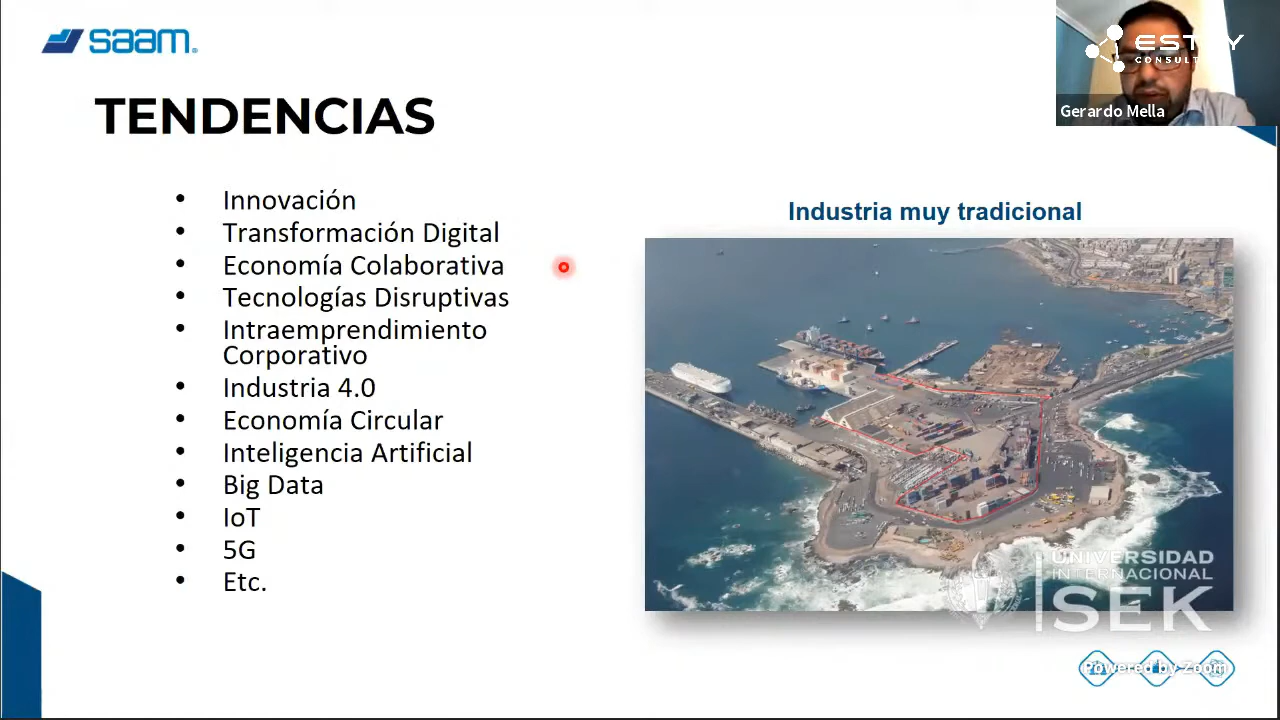 saam
TENDENCIAS
Gerardo Mella
• Innovación
• Transformación Digital
• Economía Colaborativa
• Tecnologías Disruptivas
• Intraemprendimiento
Corporativo
• Industria 4.0
• Economía Circular
• Inteligencia Artificial
• Big Data
• IoT
• 5G
• Etc.
Industria muy tradicional
UNIVERSIDAD
INTERNACIONAL
SEK
Powered by Zoom